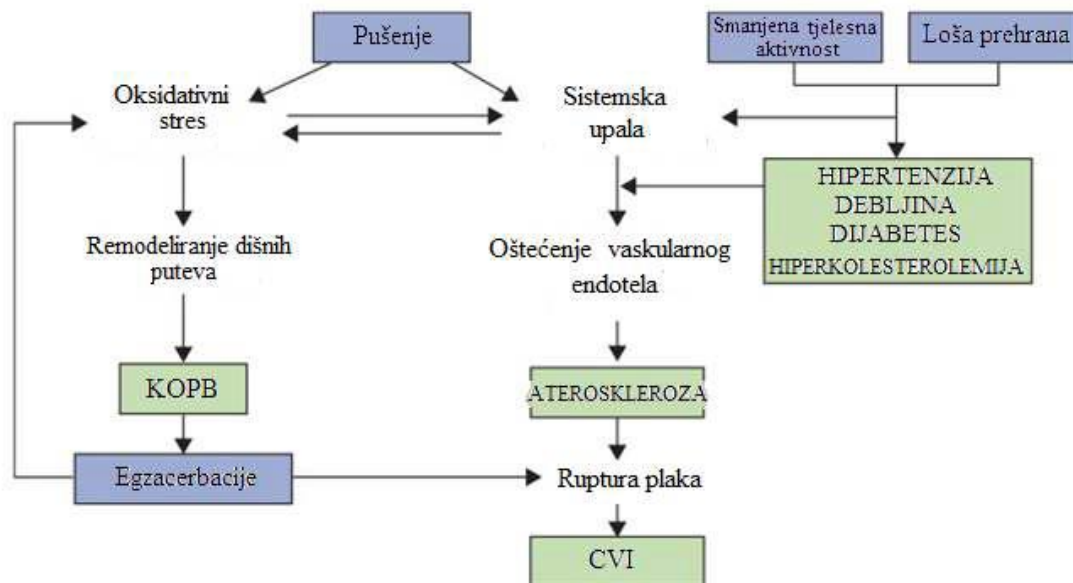 Pušenje
Smanjena tjelesna
aktivnost
Loša prehrana
Oksidativni
stres
Sistemska
upala
HIPERTENZIJA
DEBLJINA
DIJABETES
HIPERKOLESTEROLEMIJA
Remodeliranje dišnih
puteva
Oštećenje vaskularnog
endotela
KOPB
ATEROSKLEROZA
Egzacerbacije
Ruptura plaka
CVI